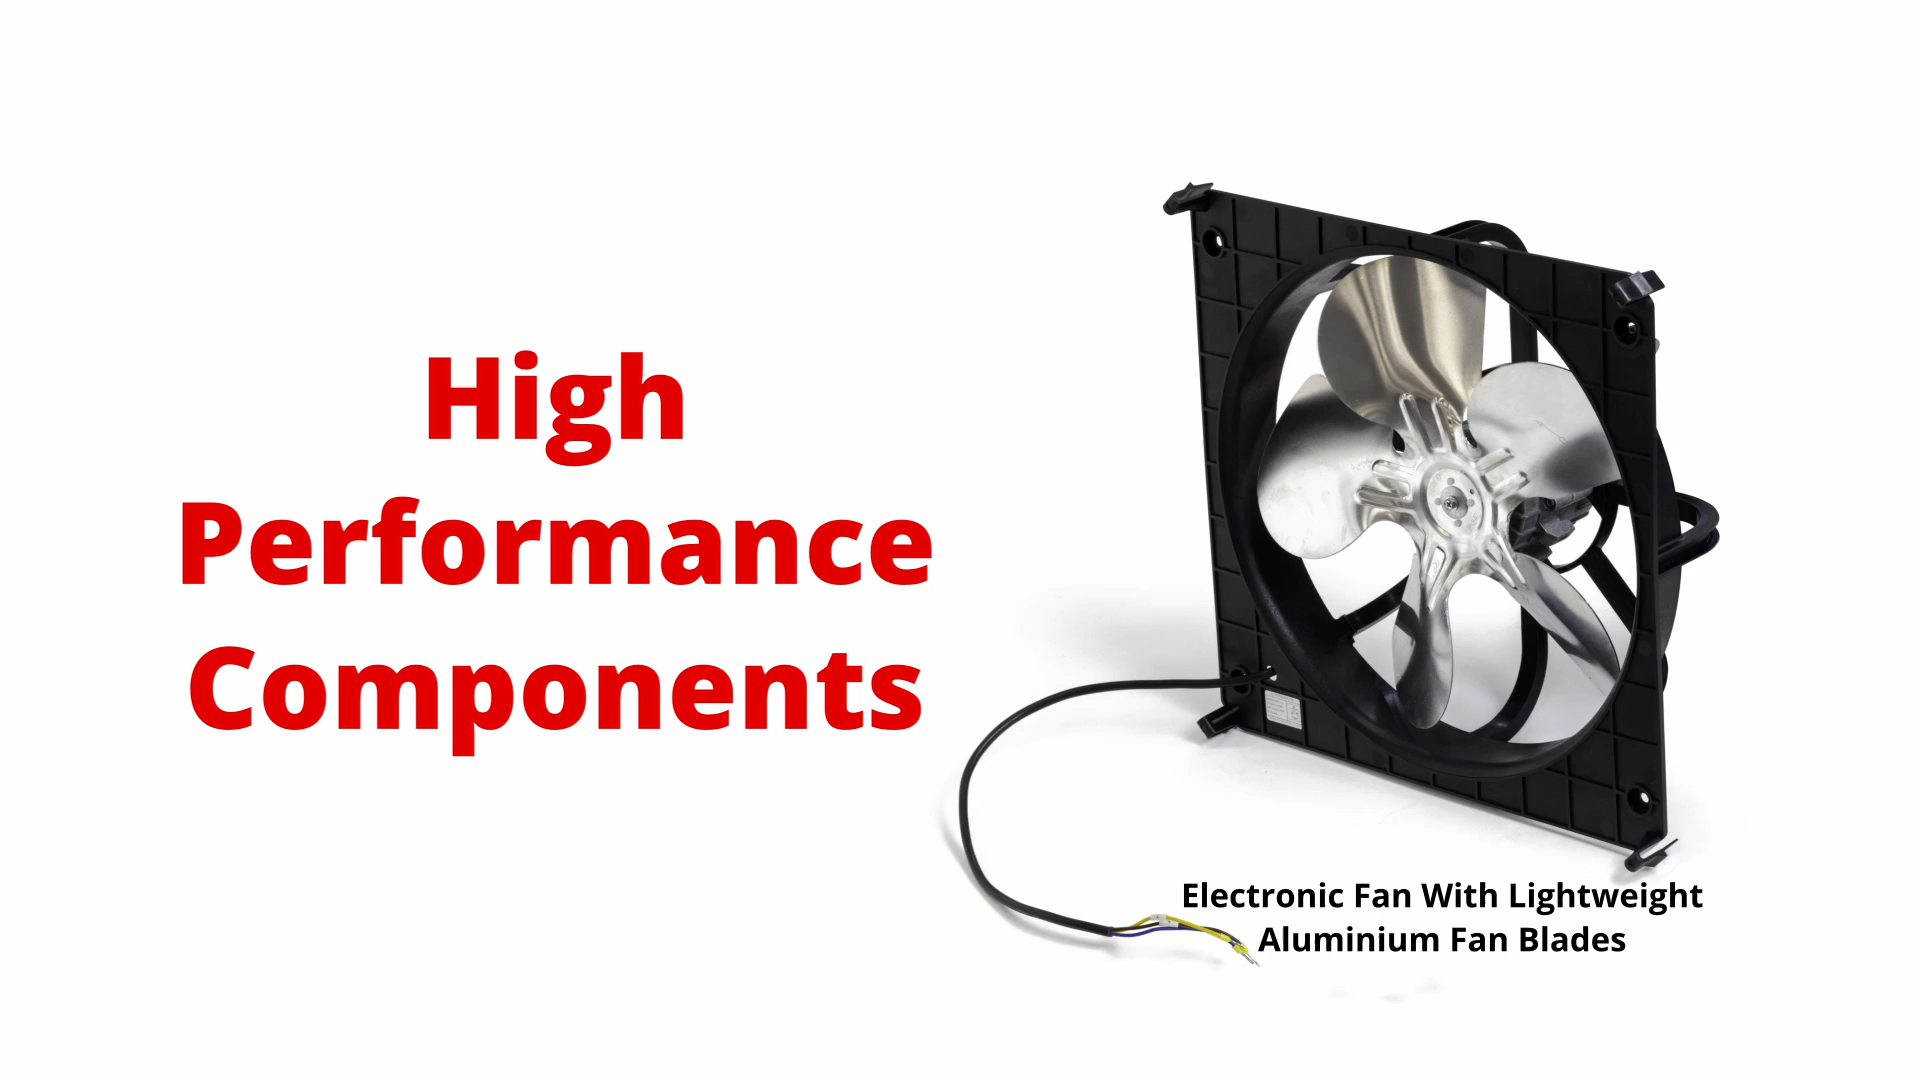 High
Performance
Components
Electronic Fan With Lightweight
Aluminium Fan Blades